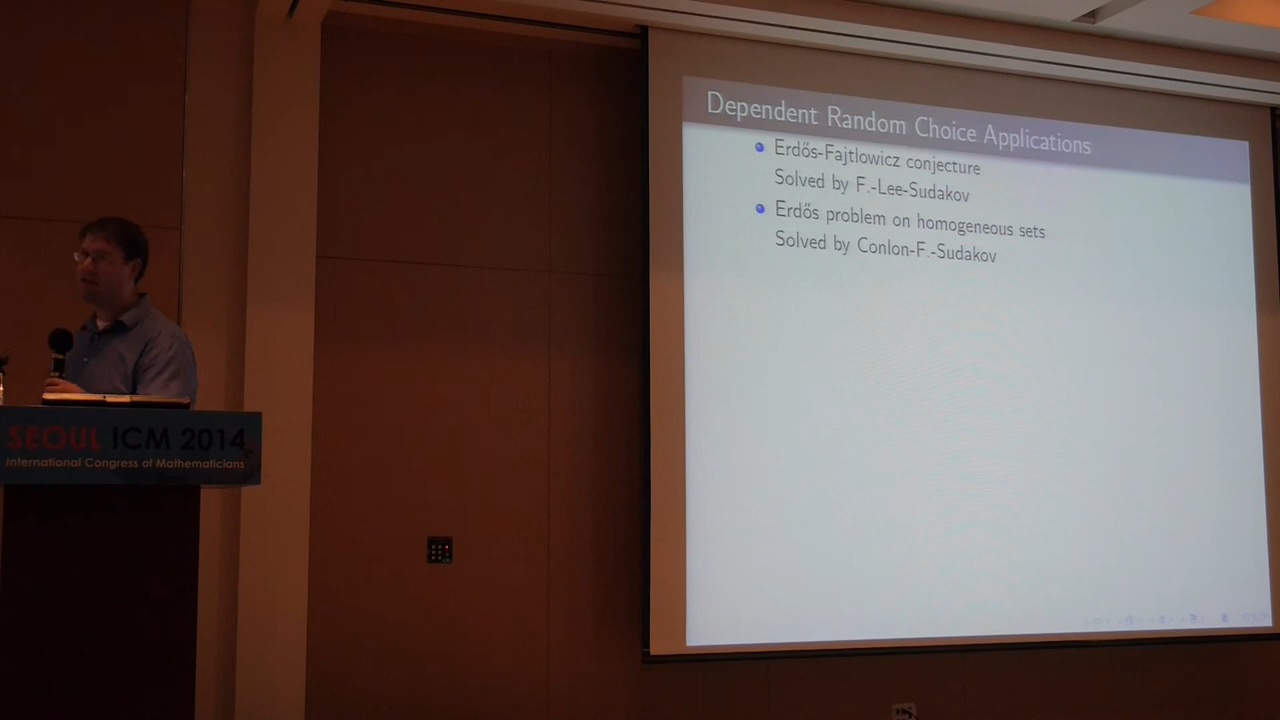 Dependent Random Choice Applications
Erdős-Fajtlowicz conjecture
Solved by F.-Lee-Sudakov
Erdős problem on homogeneous sets
Solved by Conlon-F.-Sudakov
SEOUL ICM 2014
International Congress of Mathematicians